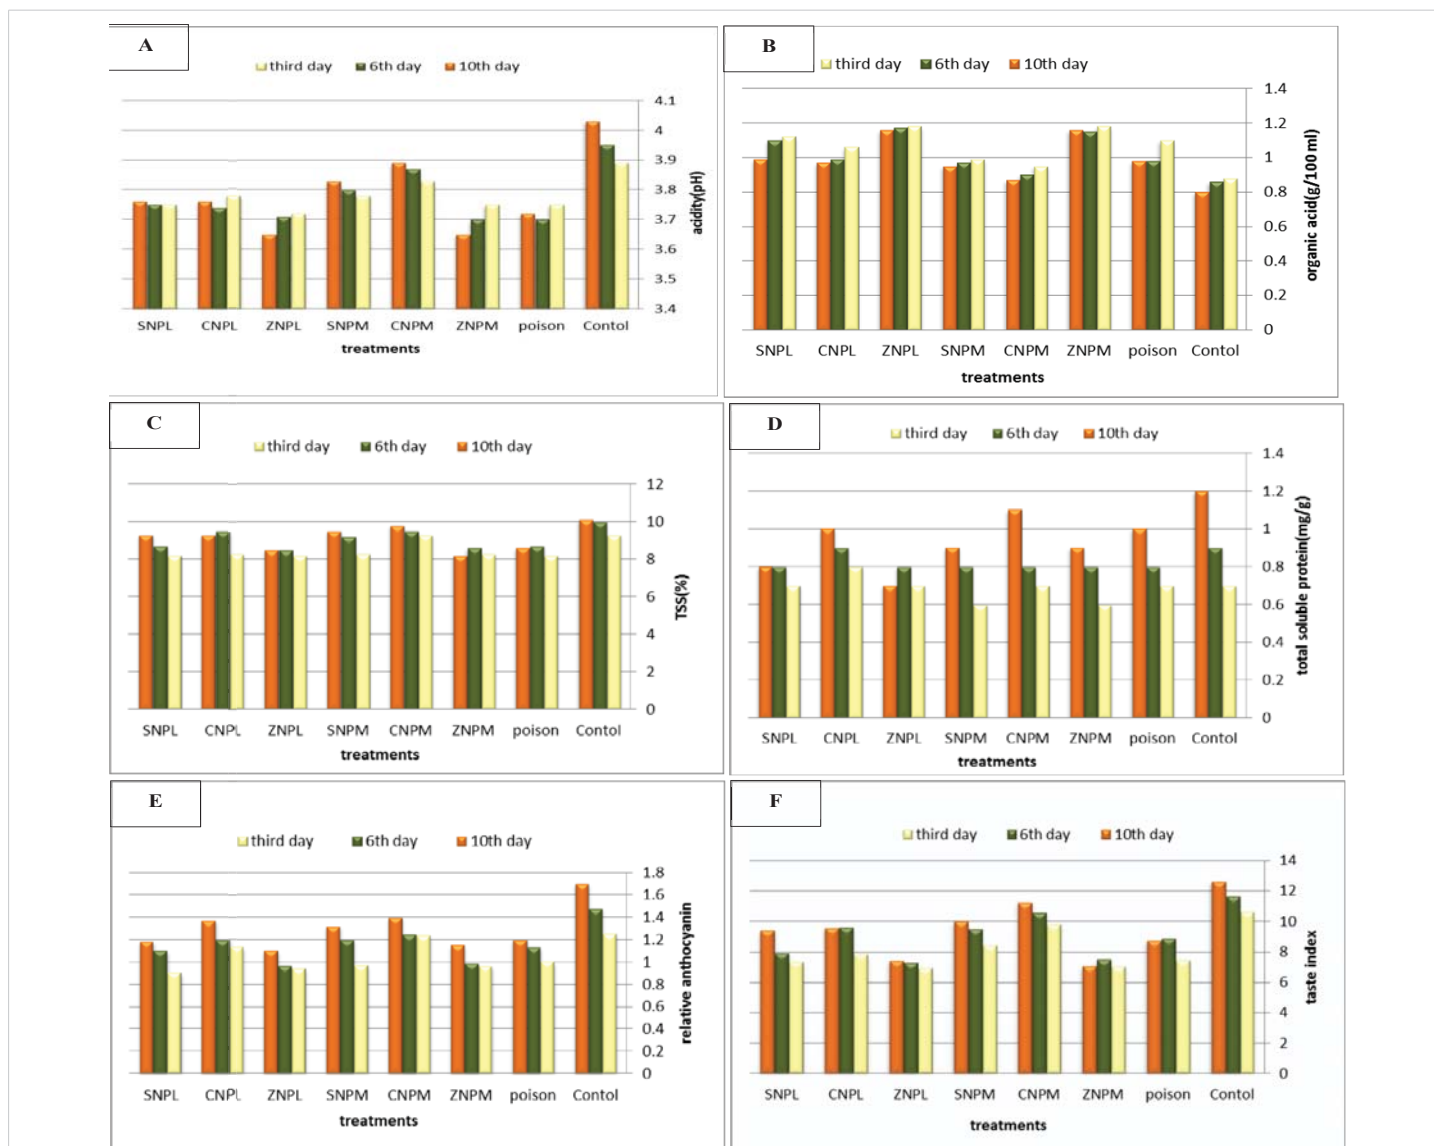 A
third day 6th day 10th day
4.1
4
3.9
3.8
3.7
3.6
3.5
3.4
acidity(pH)
SNPL CNPL ZNPL SNPM CNPM ZNPM poison Contol
treatments
B
third day 6th day 10th day
1.4
1.2
1
0.8
0.6
0.4
0.2
0
organic acid(g/100 ml)
SNPL CNPL ZNPL SNPM CNPM ZNPM poison Contol
treatments
C
third day 6th day 10th day
12
10
8
6
4
2
0
TSS(%)
SNPL CNPL ZNPL SNPM CNPM ZNPM poison Contol
treatments
D
third day 6th day 10th day
1.4
1.2
1
0.8
0.6
0.4
0.2
0
total soluble protein(mg/g)
SNPL CNPL ZNPL SNPM CNPM ZNPM poison Contol
treatments
E
third day 6th day 10th day
1.8
1.6
1.4
1.2
1
0.8
0.6
0.4
0.2
0
relative anthocyanin
SNPL CNPL ZNPL SNPM CNPM ZNPM poison Contol
treatments
F
third day 6th day 10th day
14
12
10
8
6
4
2
0
taste index
SNPL CNPL ZNPL SNPM CNPM ZNPM poison Contol
treatments